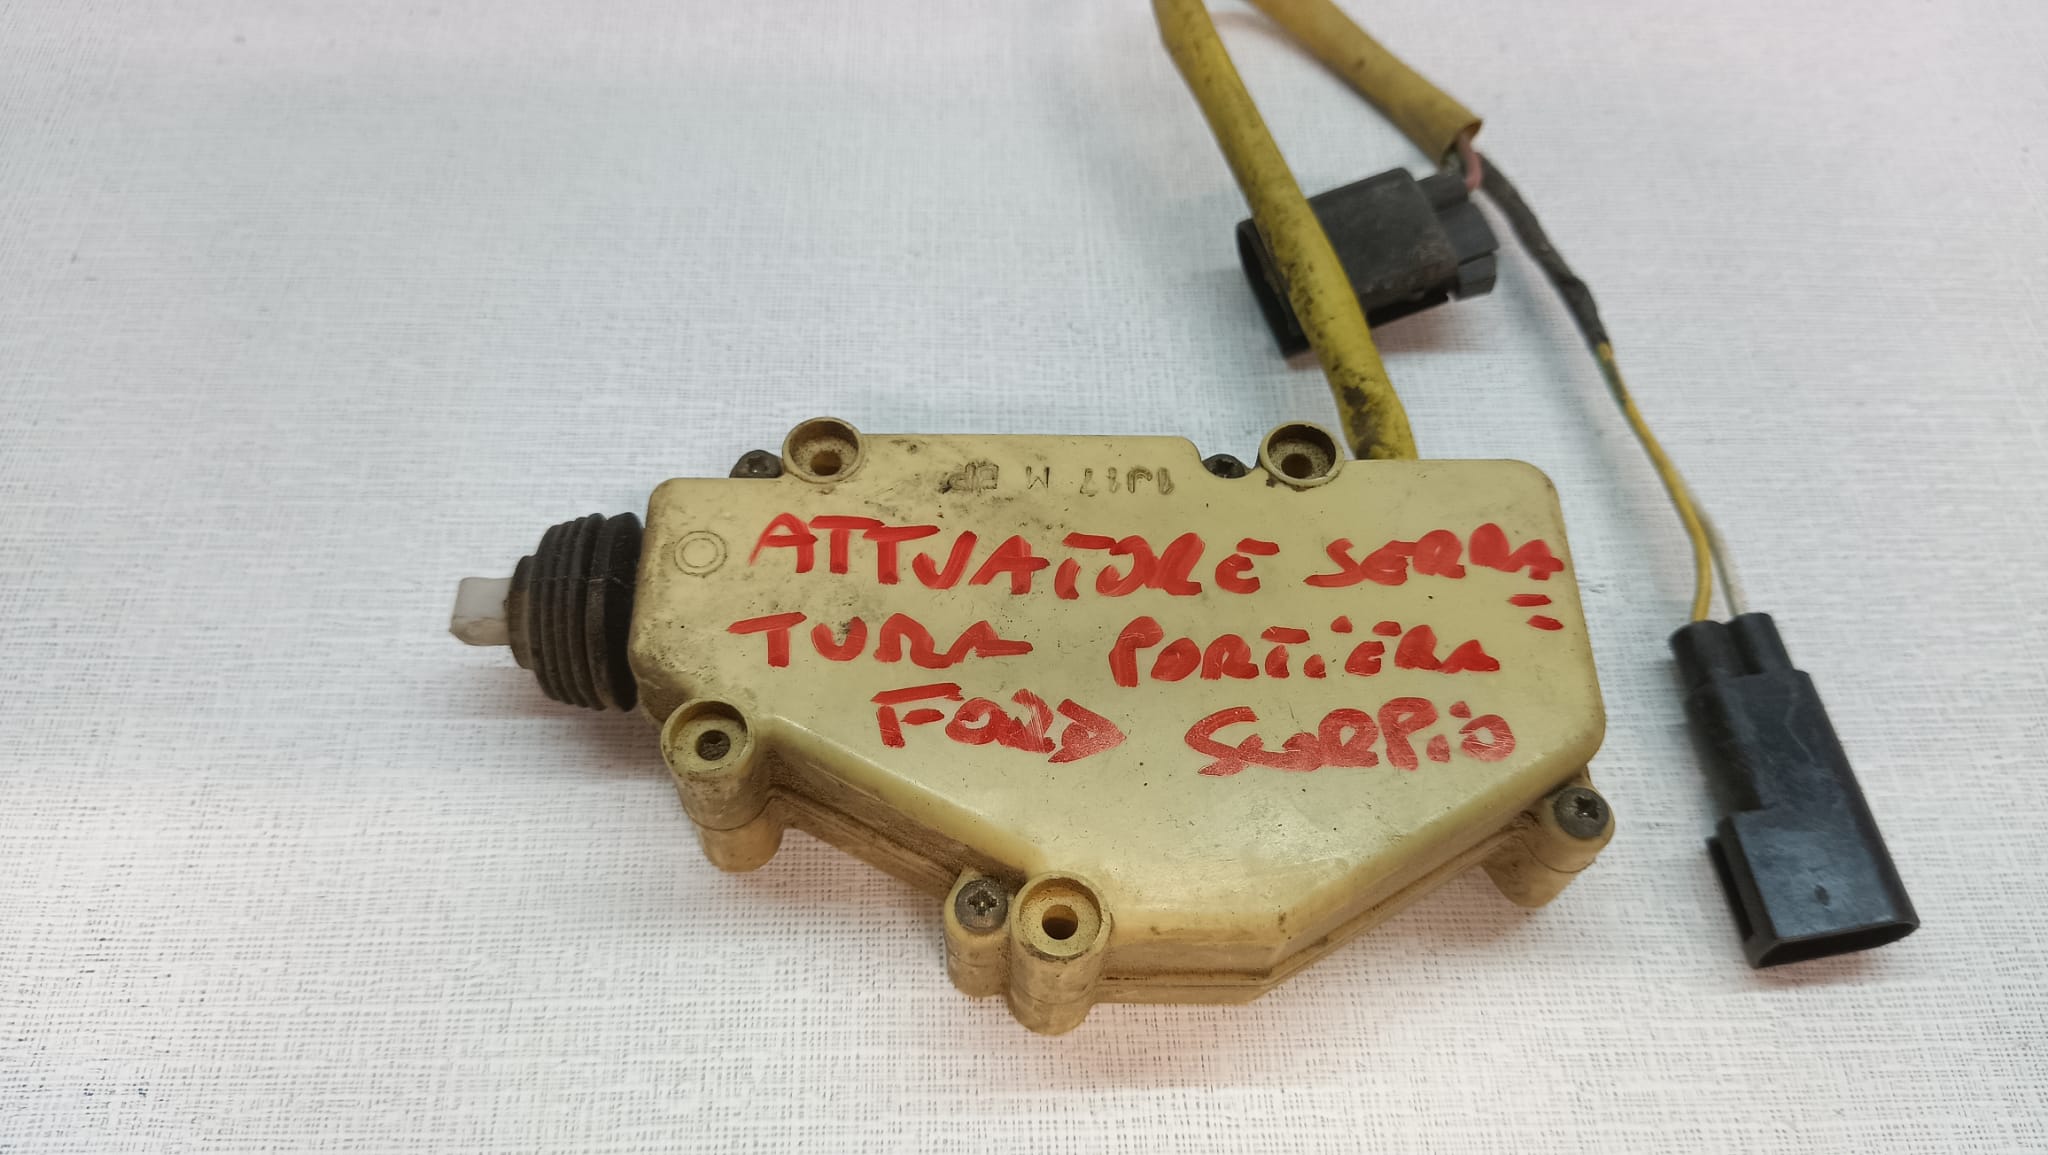 ATTUATORE SERRA=
TURA PORTiERA
FORD SCORPiO